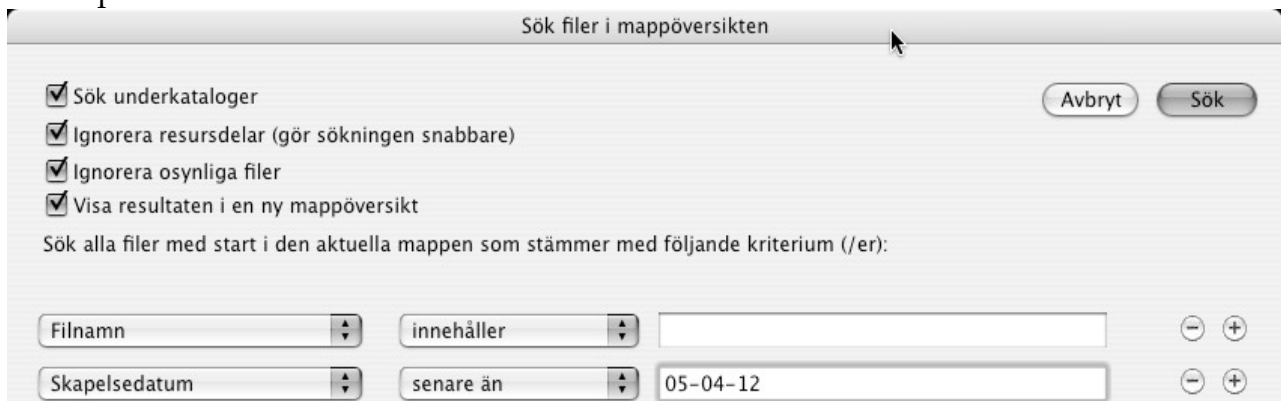 Sök filer i mappöversikten
Sök underkataloger
Avbryt Sök
Ignorera resursdelar (gör sökningen snabbare)
Ignorera osynliga filer
Visa resultaten i en ny mappöversikt
Sök alla filer med start i den aktuella mappen som stämmer med följande kriterium (/er):
Filnamn innehåller
Skapelsedatum senare än 05-04-12